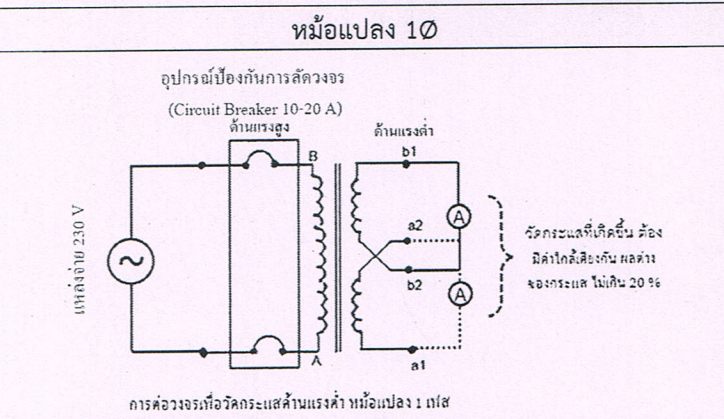 หม้อแปลง 1Ø
อุปกรณ์ป้องกันการลัดวงจร
(Circuit Breaker 10-20 A)
ด้านแรงสูง
ด้านแรงต่ำ
B
b1
A
a2
วัดกระแสที่เกิดขึ้น ต้อง
มีค่าใกล้เคียงกัน ผลต่าง
ของกระแส ไม่เกิน 20 %
แหล่งจ่าย 230 V
b2
A
A
a1
การต่อวงจรเพื่อวัดกระแสด้านแรงต่ำ หม้อแปลง 1 เฟส